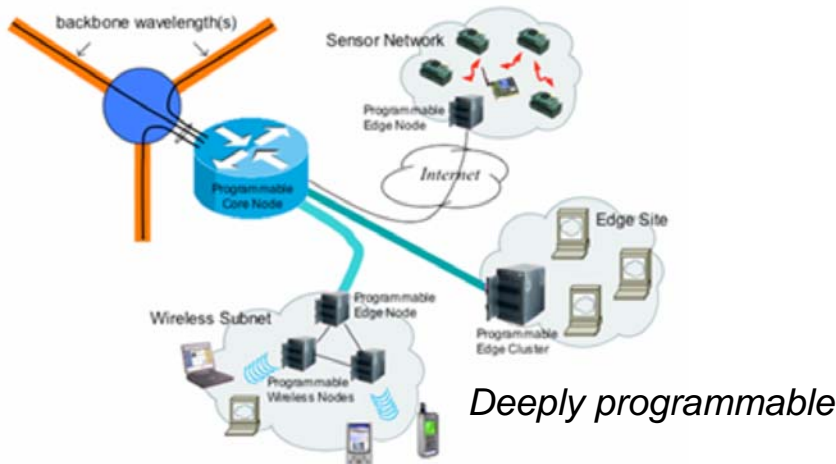 backbone wavelength(s)
Sensor Network
Programmable
Edge Node
Internet
Programmable
Core Node
Edge Site
Programmable
Edge Node
Wireless Subnet
Programmable
Edge Cluster
Programmable
Wireless Nodes
Deeply programmable